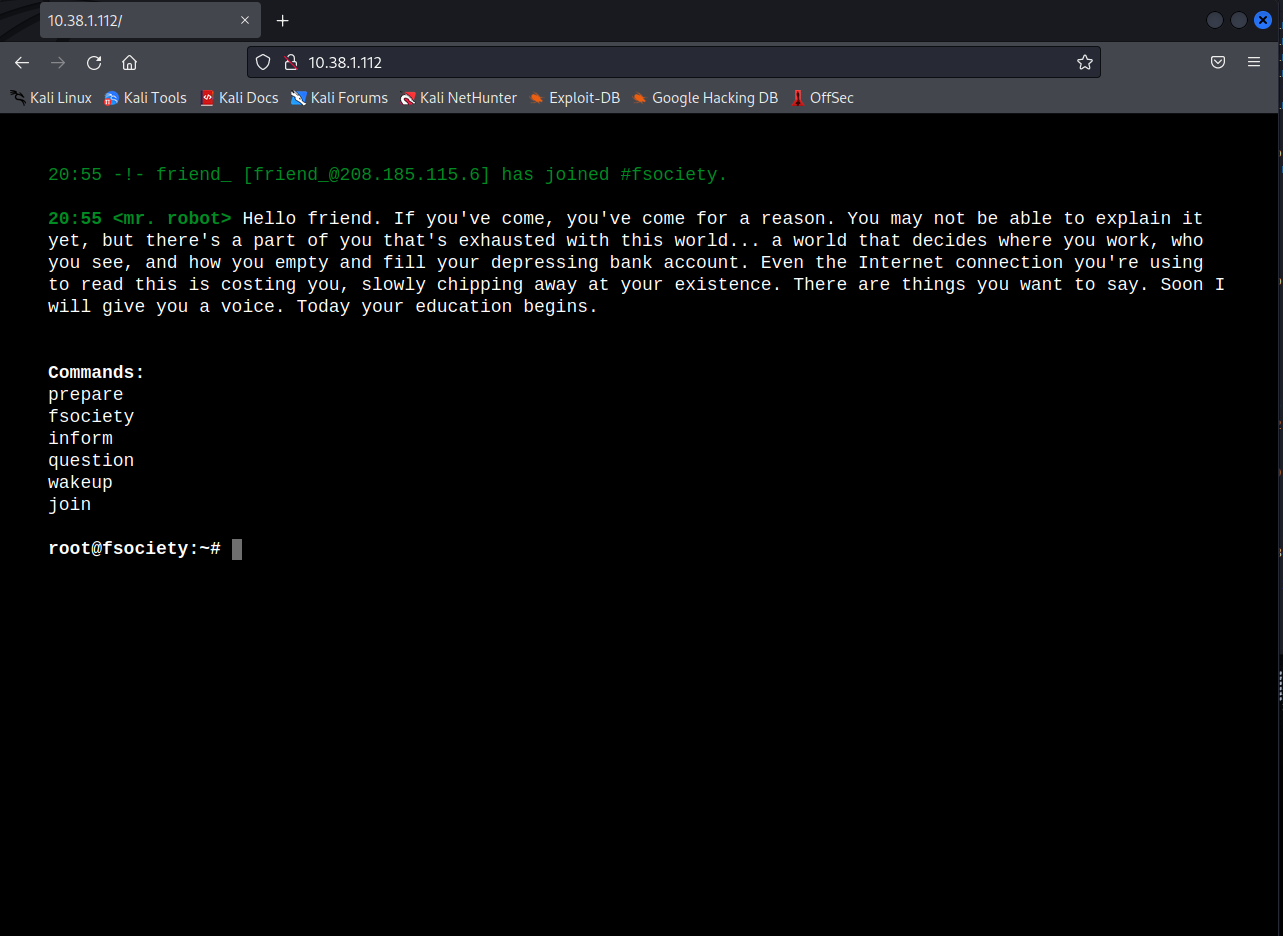 10.38.1.112/
10.38.1.112
Kali Linux Kali Tools Kali Docs Kali Forums Kali NetHunter Exploit-DB Google Hacking DB OffSec
20:55 -!- friend_ [friend_@208.185.115.6] has joined #fsociety.
20:55 <mr. robot> Hello friend. If you've come, you've come for a reason. You may not be able to explain it
yet, but there's a part of you that's exhausted with this world... a world that decides where you work, who
you see, and how you empty and fill your depressing bank account. Even the Internet connection you're using
to read this is costing you, slowly chipping away at your existence. There are things you want to say. Soon I
will give you a voice. Today your education begins.
Commands:
prepare
fsociety
inform
question
wakeup
join
root@fsociety:~#